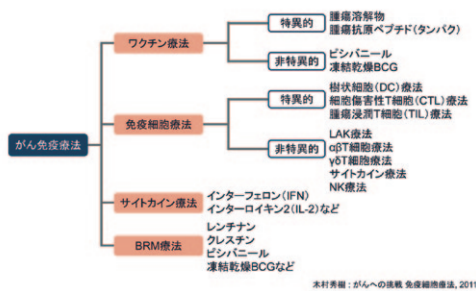 がん免疫療法
ワクチン療法
特異的
腫瘍溶解物
腫瘍抗原ペプチド(タンパク)
非特異的
ピシバニール
凍結乾燥BCG
免疫細胞療法
特異的
樹状細胞(DC)療法
細胞傷害性T細胞(CTL)療法
腫瘍浸潤T細胞(TIL)療法
非特異的
LAK療法
αβT細胞療法
γδT細胞療法
サイトカイン療法
NK療法
サイトカイン療法
インターフェロン(IFN)
インターロイキン2(IL-2)など
BRM療法
レンチナン
クレスチン
ピシバニール
凍結乾燥BCGなど
木村秀樹:がんへの挑戦 免疫細胞療法, 201